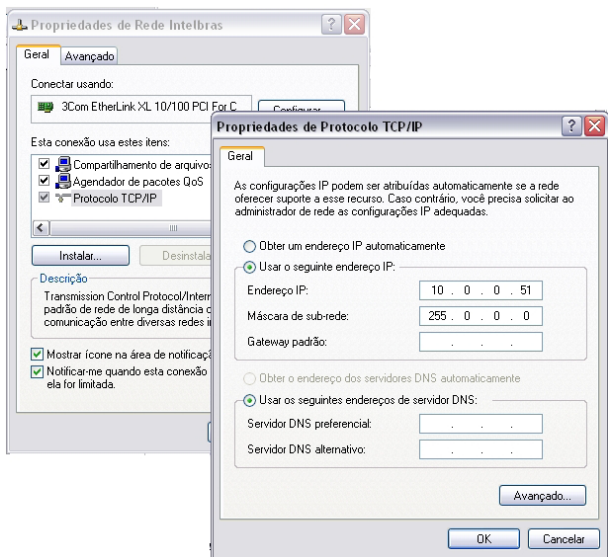 Propriedades de Rede Intelbras
Geral
Avançado
Conectar usando:
3Com EtherLink XL 10/100 PCI For C
Configurar...
Esta conexão usa estes itens:
Compartilhamento de arquivos
Agendador de pacotes QoS
Protocolo TCP/IP
Instalar...
Desinstala
Descrição
Transmission Control Protocol/Inter
padrão de rede de longa distância
comunicação entre diversas redes
Mostrar ícone na área de notificaç
Notificar-me quando esta conexão
ela for limitada.
Propriedades de Protocolo TCP/IP
Geral
As configurações IP podem ser atribuídas automaticamente se a rede
oferecer suporte a esse recurso. Caso contrário, você precisa solicitar ao
administrador de rede as configurações IP adequadas.
Obter um endereço IP automaticamente
Usar o seguinte endereço IP:
Endereço IP:
10 . 0 . 0 . 51
Máscara de sub-rede:
255 . 0 . 0 . 0
Gateway padrão:
. . .
Obter o endereço dos servidores DNS automaticamente
Usar os seguintes endereços de servidor DNS:
Servidor DNS preferencial:
. . .
Servidor DNS alternativo:
. . .
Avançado...
OK
Cancelar